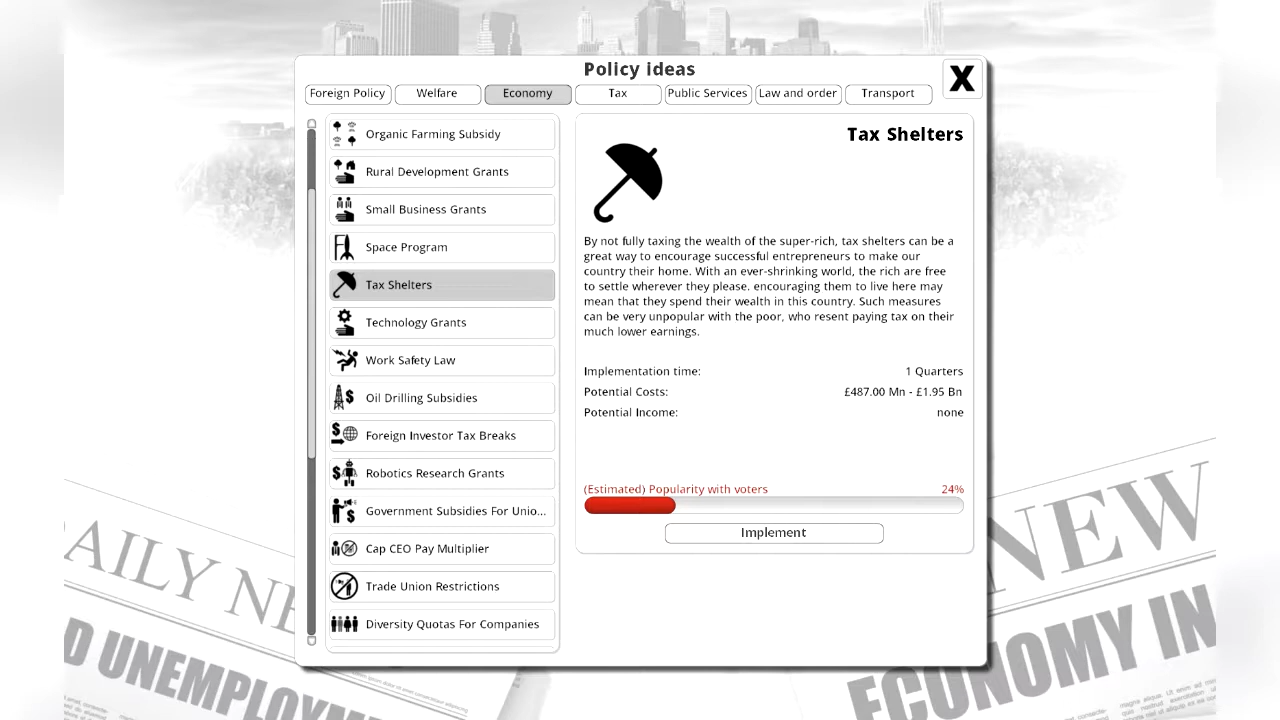 Policy ideas
X
Foreign Policy
Welfare
Economy
Tax
Public Services
Law and order
Transport
Organic Farming Subsidy
Rural Development Grants
Small Business Grants
Space Program
Tax Shelters
Technology Grants
Work Safety Law
Oil Drilling Subsidies
Foreign Investor Tax Breaks
Robotics Research Grants
Government Subsidies For Unio...
Cap CEO Pay Multiplier
Trade Union Restrictions
Diversity Quotas For Companies
Tax Shelters
By not fully taxing the wealth of the super-rich, tax shelters can be a
great way to encourage successful entrepreneurs to make our
country their home. With an ever-shrinking world, the rich are free
to settle wherever they please. encouraging them to live here may
mean that they spend their wealth in this country. Such measures
can be very unpopular with the poor, who resent paying tax on their
much lower earnings.
Implementation time: 1 Quarters
Potential Costs: £487.00 Mn - £1.95 Bn
Potential Income: none
(Estimated) Popularity with voters 24%
Implement
AILY NE
D UNEMPLOYM
NEW
ECONOMY IN